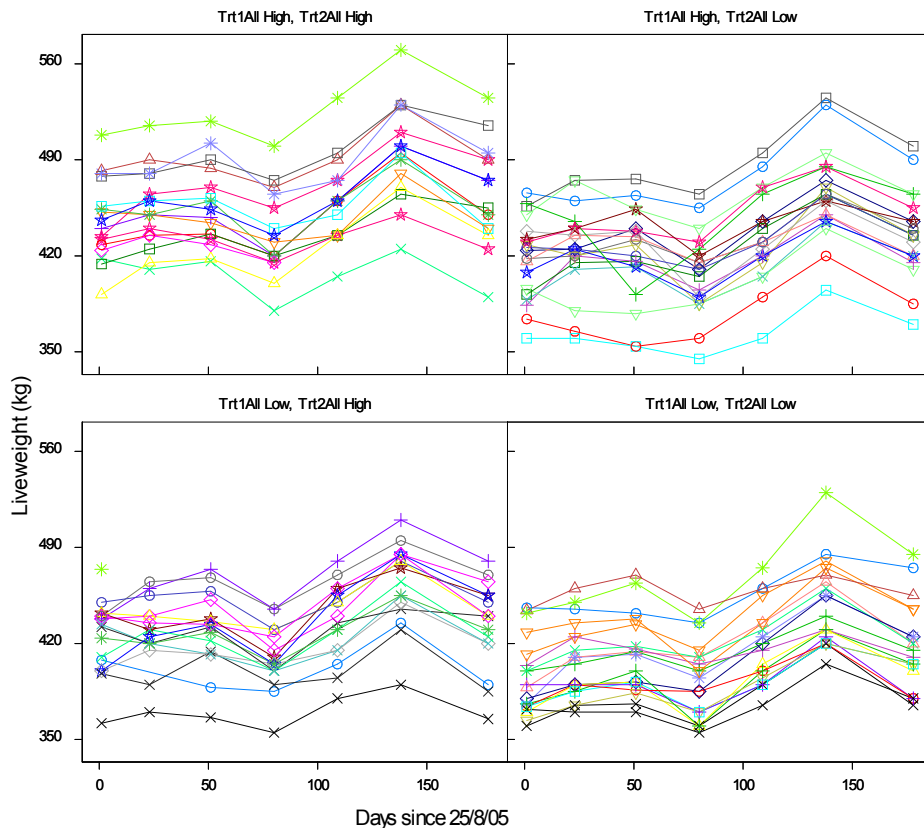 Trt1All High, Trt2All High
Trt1All High, Trt2All Low
560
490
420
350
Trt1All Low, Trt2All High
Trt1All Low, Trt2All Low
560
490
420
350
Liveweight (kg)
0 50 100 150 0 50 100 150
Days since 25/8/05